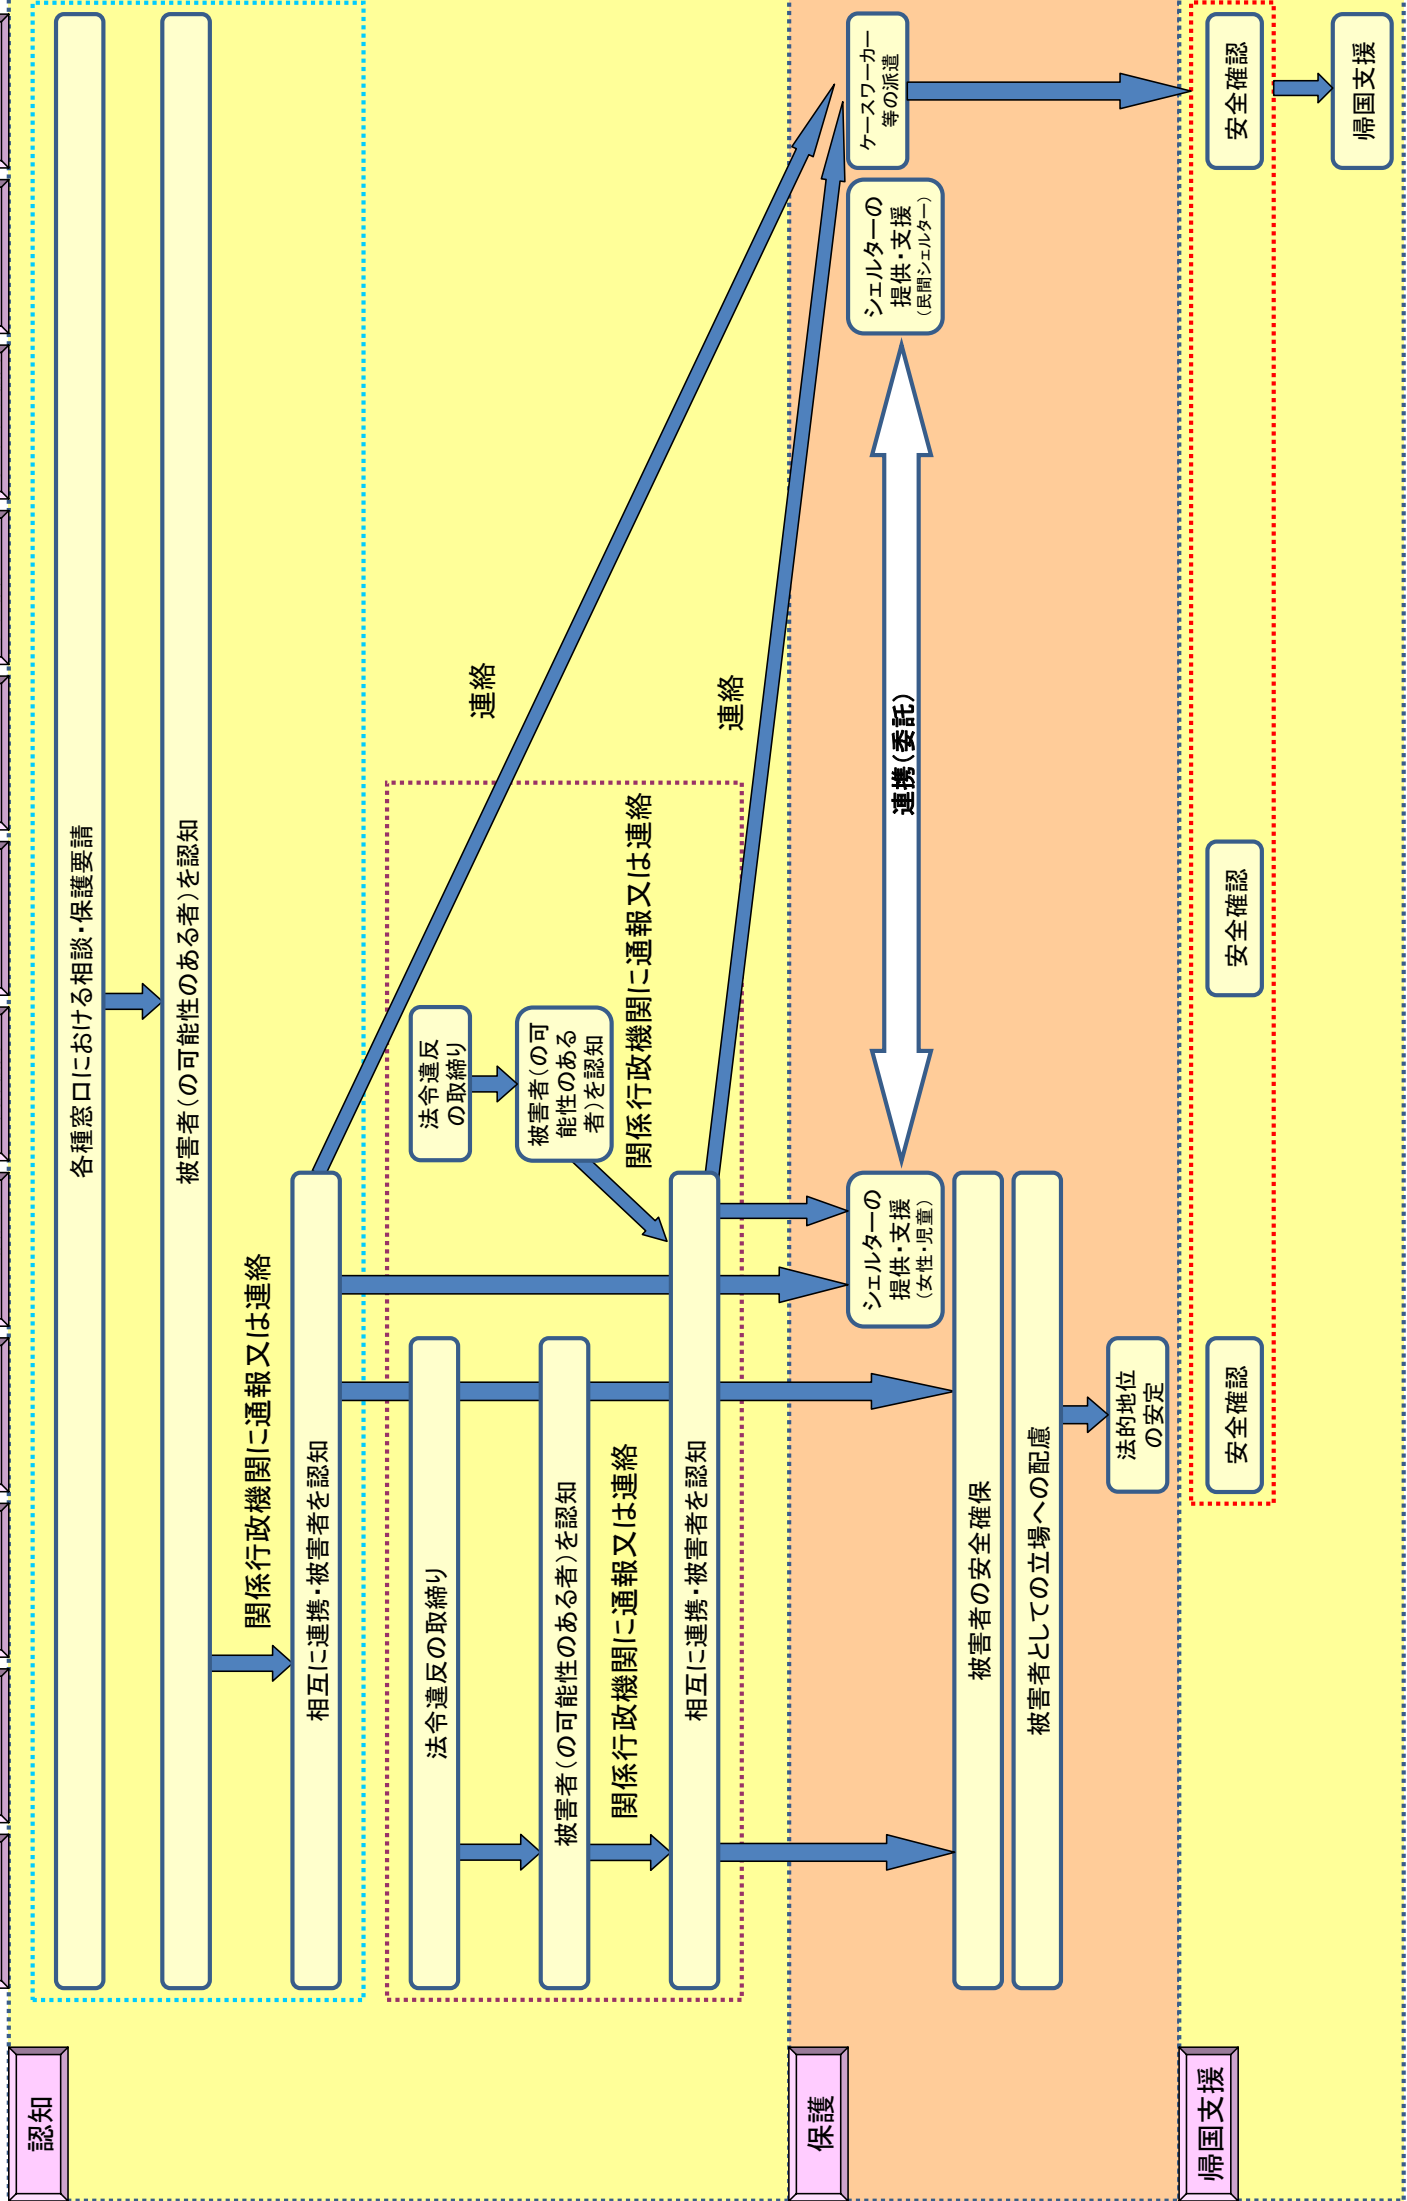 認知
各種窓口における相談・保護要請
被害者（の可能性のある者）を認知
関係行政機関に通報又は連絡
相互に連携・被害者を認知
連絡
法令違反の取締り
法令違反
の取締り
被害者（の可
能性のある
者）を認知
被害者（の可能性のある者）を認知
関係行政機関に通報又は連絡
関係行政機関に通報又は連絡
相互に連携・被害者を認知
連絡
保護
シェルターの
提供・支援
（女性・児童）
連携（委託）
シェルターの
提供・支援
（民間シェルター）
ケースワーカー
等の派遣
被害者の安全確保
被害者としての立場への配慮
法的地位
の安定
帰国支援
安全確認
安全確認
安全確認
帰国支援